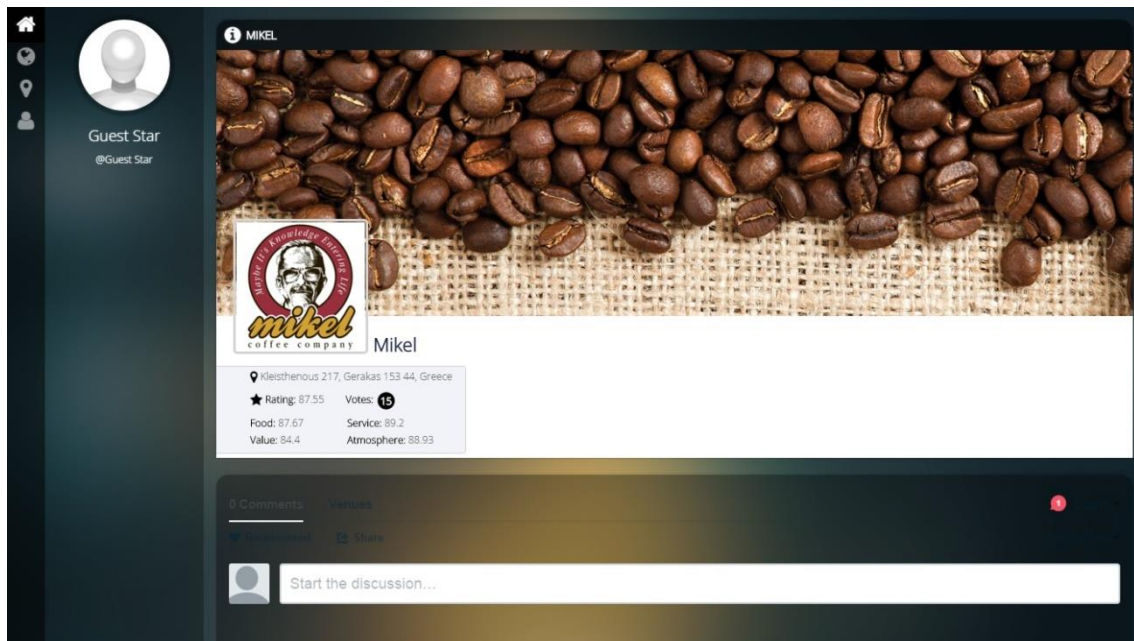 MIKEL
Guest Star
@Guest Star
Maybe It's Knowledge Entering Life
mikel
coffee company
Mikel
Kleisthenous 217, Gerakas 153 44, Greece
Rating: 87.55 Votes: 15
Food: 87.67 Service: 89.2
Value: 84.4 Atmosphere: 88.93
0 Comments Venues 1
Recommend Share
Start the discussion...